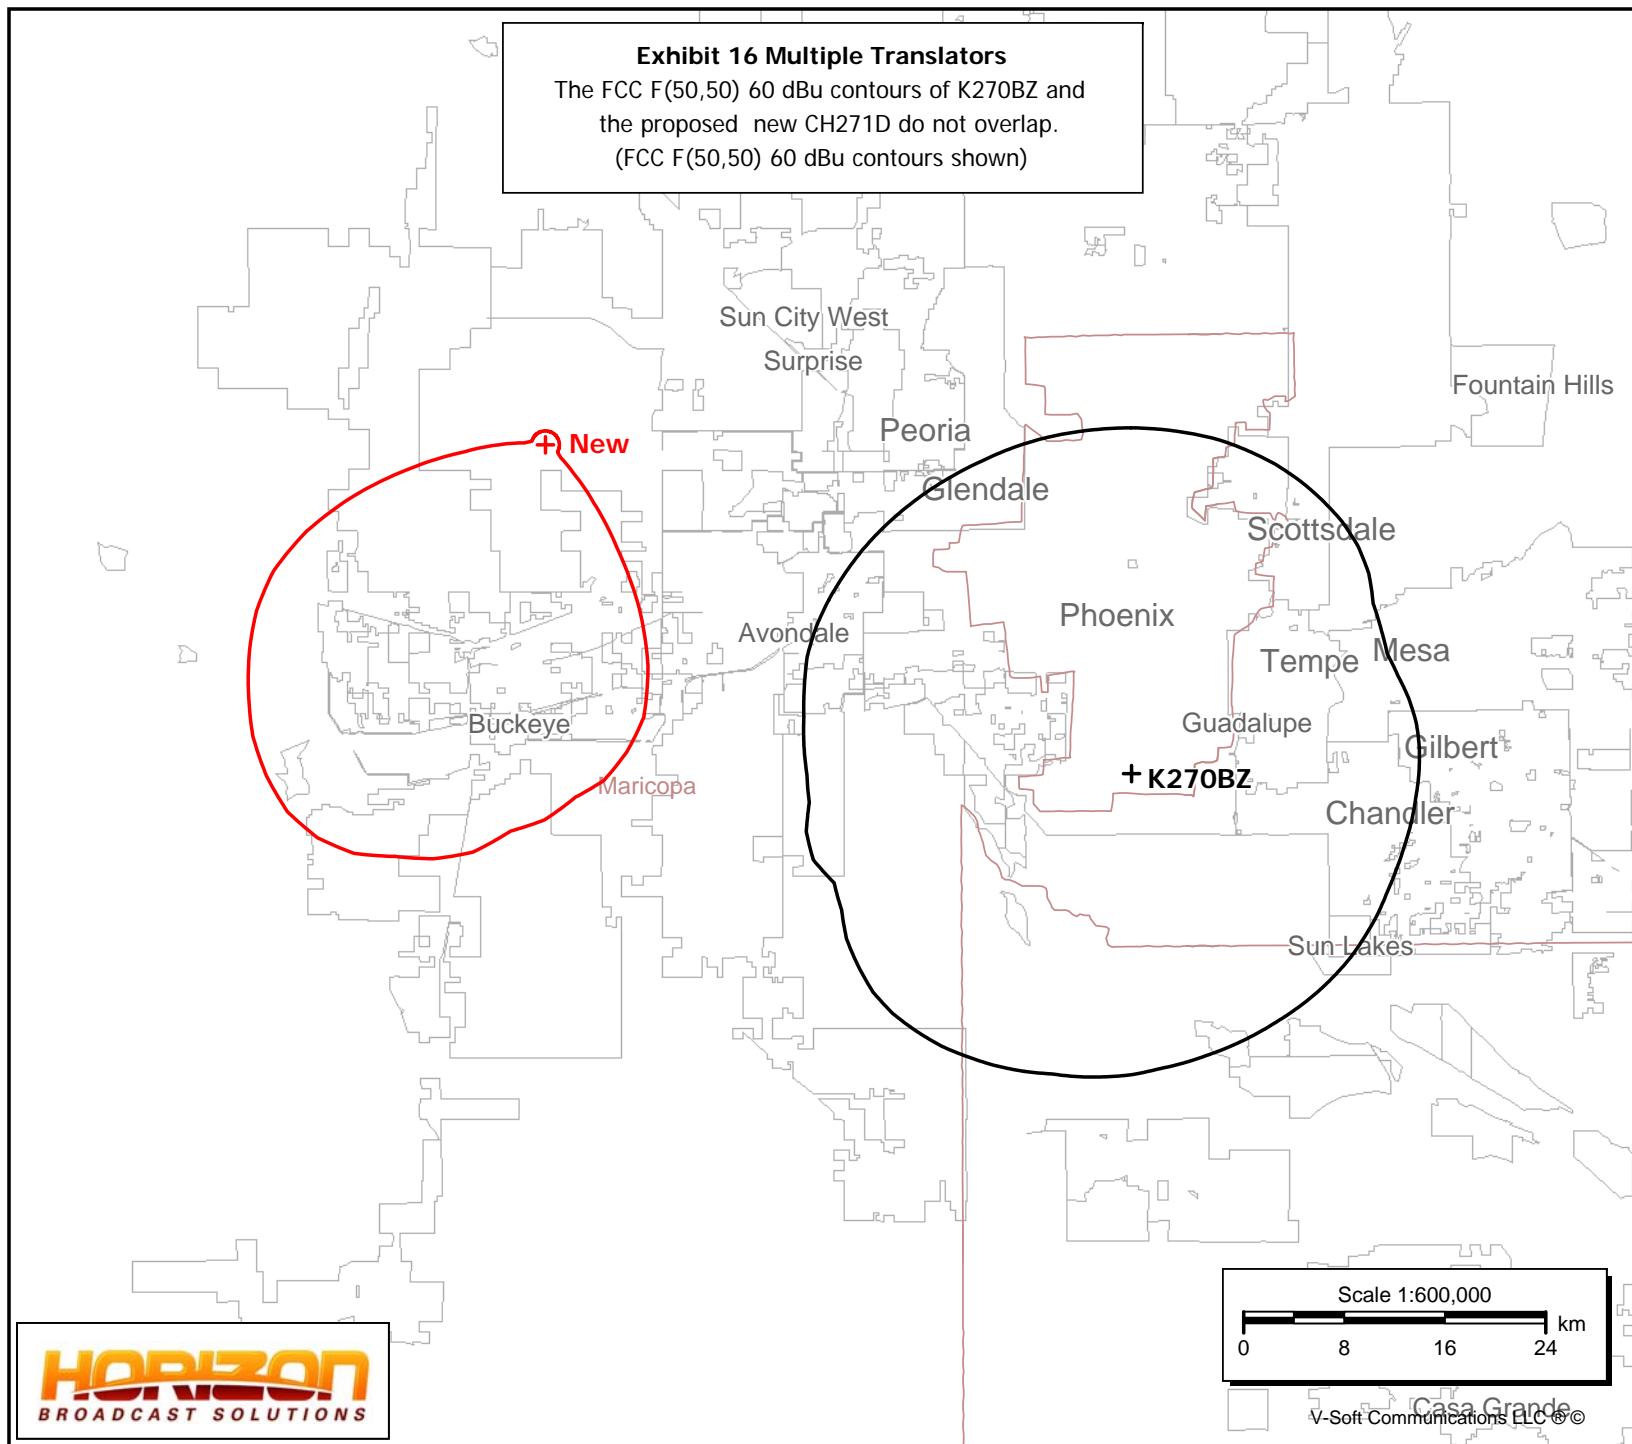 Exhibit 16 Multiple Translators
The FCC F(50,50) 60 dBu contours of K270BZ and
the proposed new CH271D do not overlap.
(FCC F(50,50) 60 dBu contours shown)
Sun City West
Surprise
Fountain Hills
Peoria
New
Glendale
Scottsdale
Phoenix
Avondale
Mesa
Tempe
Buckeye
Guadalupe
Gilbert
Maricopa
K270BZ
Chandler
Sun Lakes
Scale 1:600,000
km
0 8 16 24
HORIZON
BROADCAST SOLUTIONS
Casa Grande
V-Soft Communications LLC ® ©